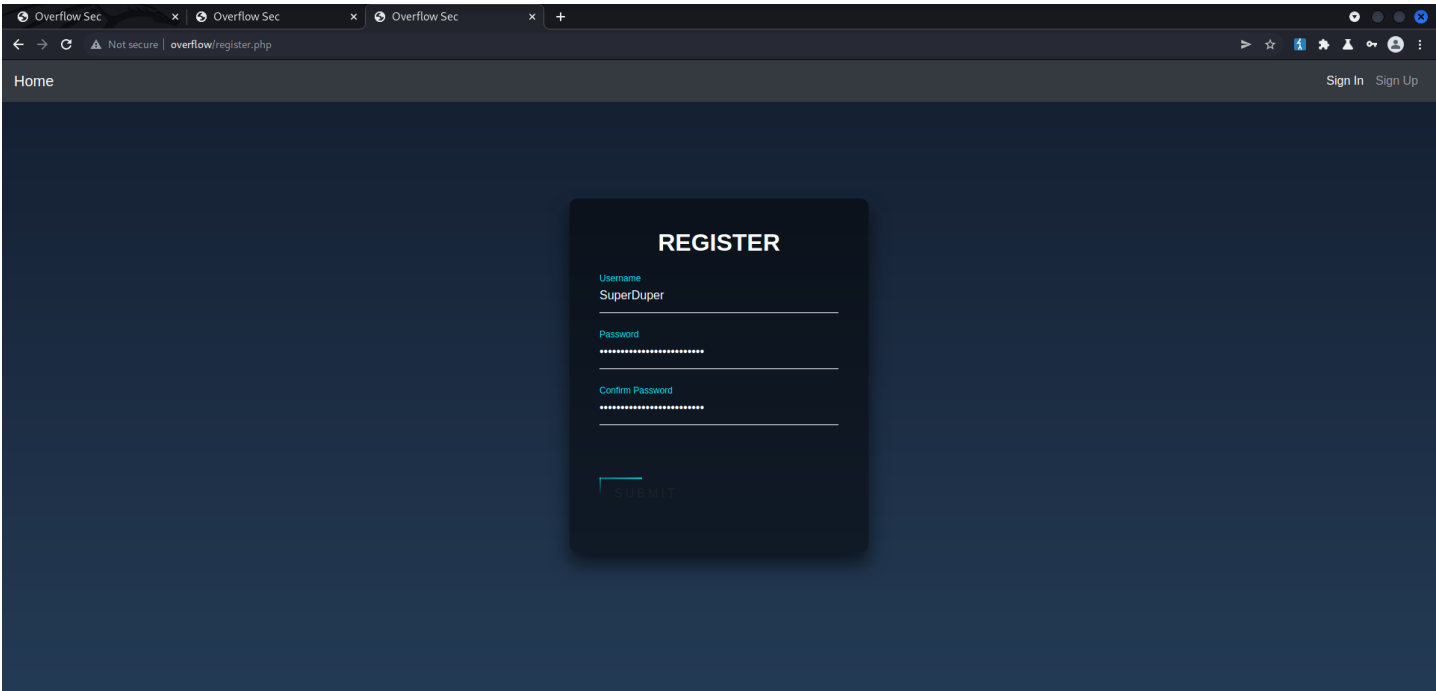 Overflow Sec Overflow Sec Overflow Sec
Not secure | overflow/register.php
Home Sign In Sign Up
REGISTER
Username
SuperDuper
Password
•••••••••••••••••••••••••
Confirm Password
•••••••••••••••••••••••••
SUBMIT